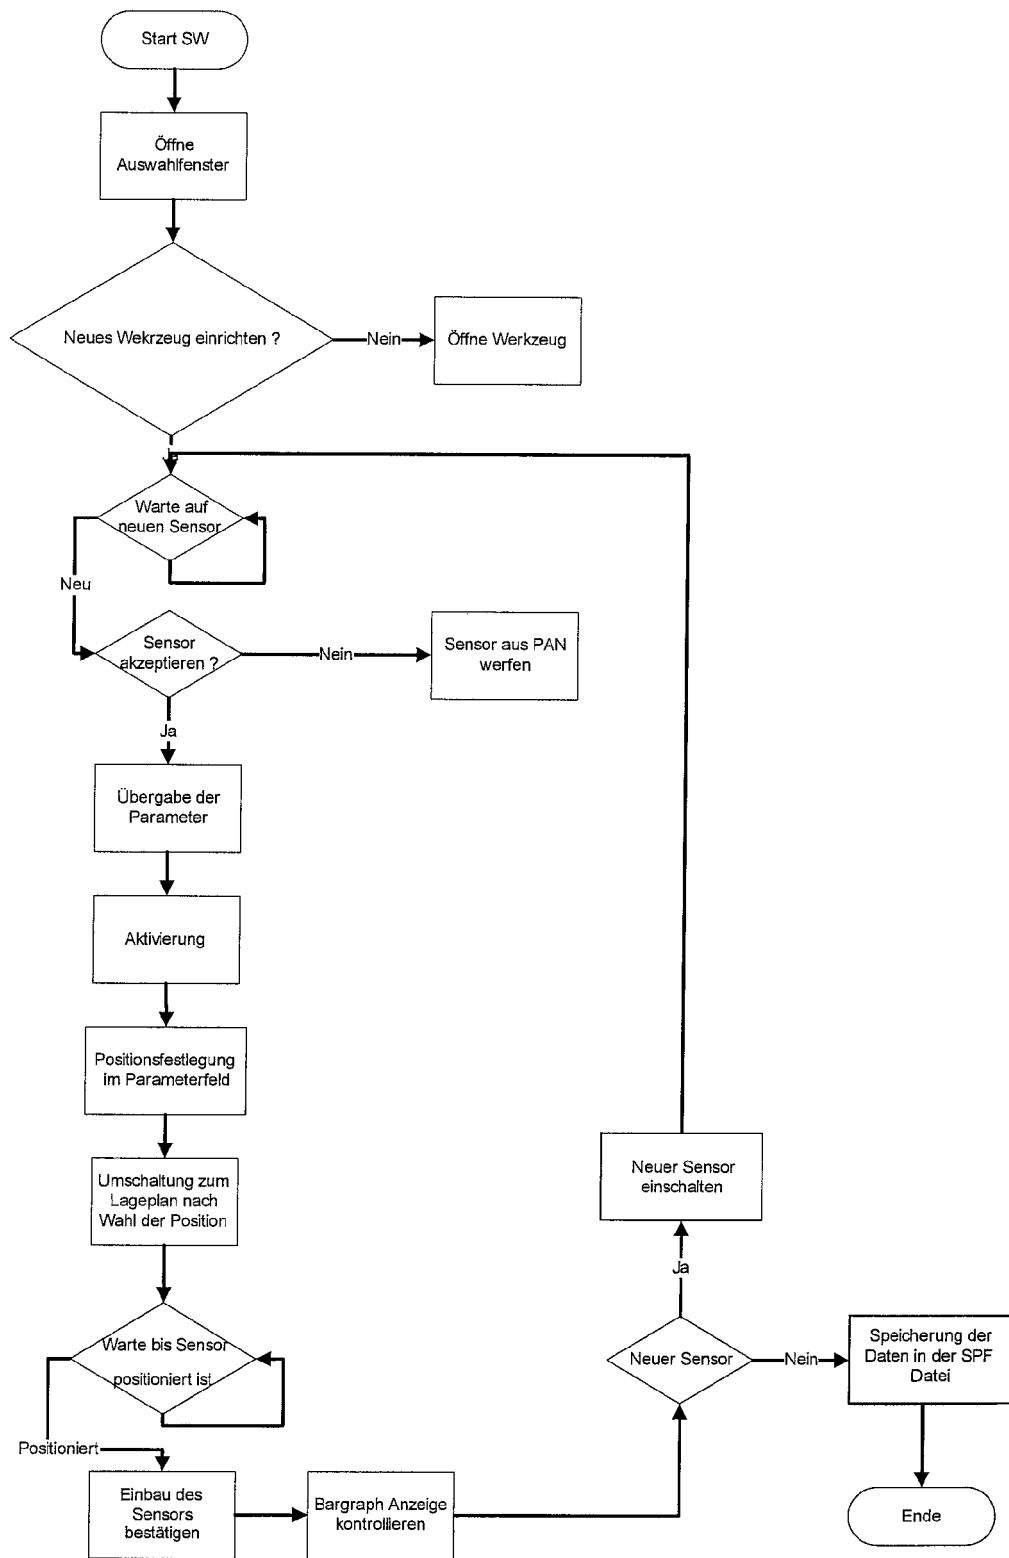 Start SW
Öffne
Auswahlfenster
Neues Wekrzeug einrichten ?
Nein
Öffne Werkzeug
Warte auf
neuen Sensor
Neu
Sensor
akzeptieren ?
Nein
Sensor aus PAN
werfen
Ja
Übergabe der
Parameter
Aktivierung
Positionsfestlegung
im Parameterfeld
Umschaltung zum
Lageplan nach
Wahl der Position
Neuer Sensor
einschalten
Ja
Warte bis Sensor
positioniert ist
Neuer Sensor
Nein
Speicherung der
Daten in der SPF
Datei
Positioniert
Einbau des
Sensors
bestätigen
Bargraph Anzeige
kontrollieren
Ende